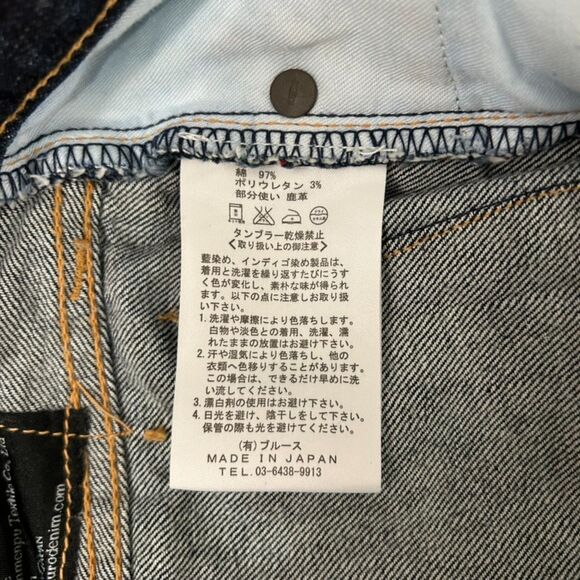 綿 97%
ポリウレタン 3%
部分使い 鹿革
タンブラー乾燥禁止
<取り扱い上の御注意>
藍染め、インディゴ染め製品は、
着用と洗濯を繰り返すたびにうす
く色が変化し、素朴な味が得られ
ます。以下の点に注意しお取り扱
い下さい。
1. 洗濯や摩擦により色落ちします。
白物や淡色との着用、洗濯、濡
れたままの放置はお避け下さい。
2. 汗や湿気により色落ちし、他の
衣類へ色移りすることがあります。
この場合は、できるだけ早めに洗
い流してください。
3. 漂白剤の使用はお避け下さい。
4. 日光を避け、陰干しをして下さい。
保管の際も光をお避け下さい。
(有)ブルース
MADE IN JAPAN
TEL. 03-6438-9913
menpu Textile Co, Ltd
JAPAN
urodenim.com